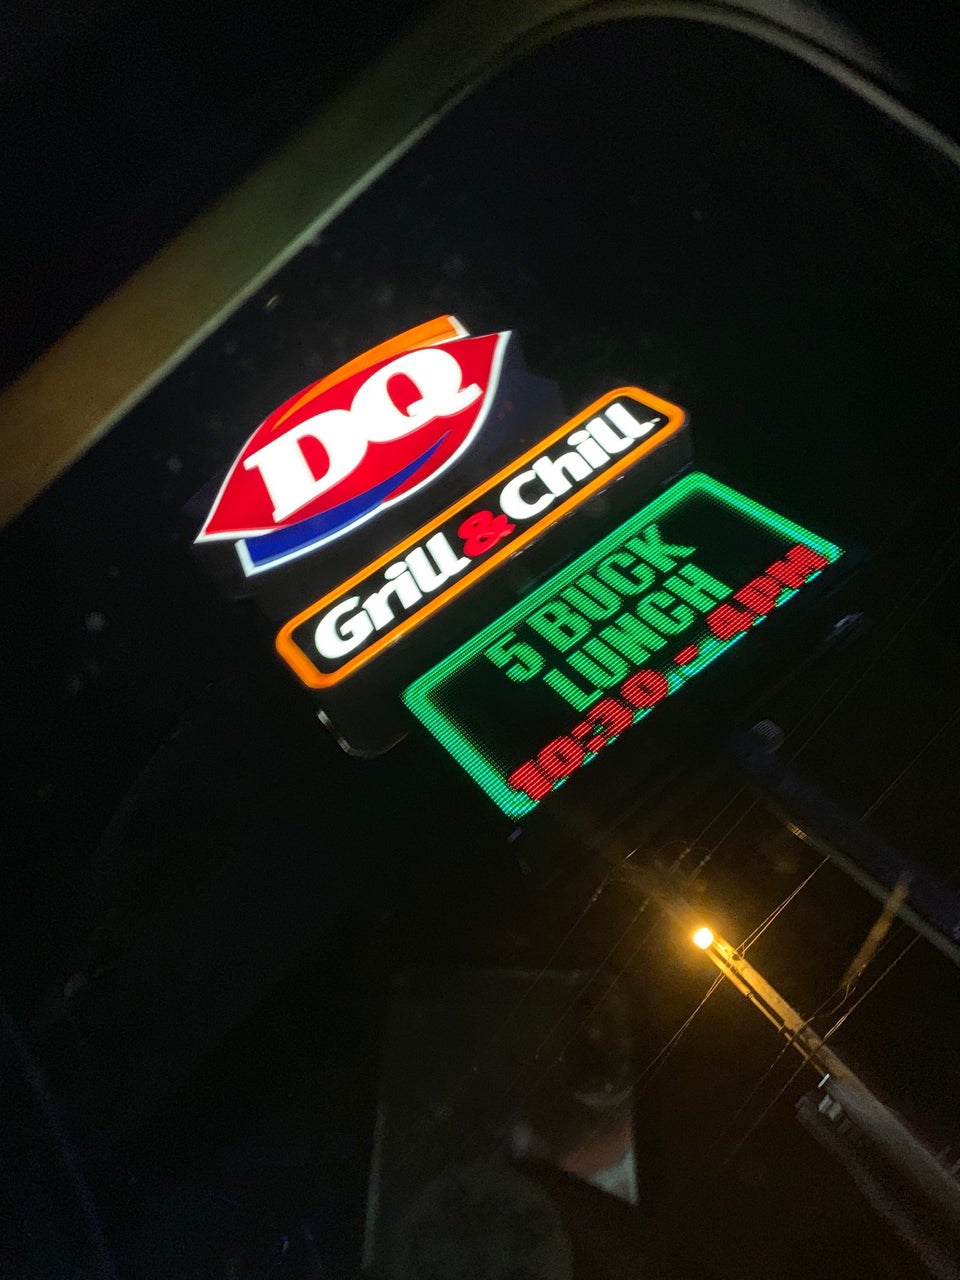 DQ
Grill & Chill
5 BUCK
LUNCH
10:30 - 4PM